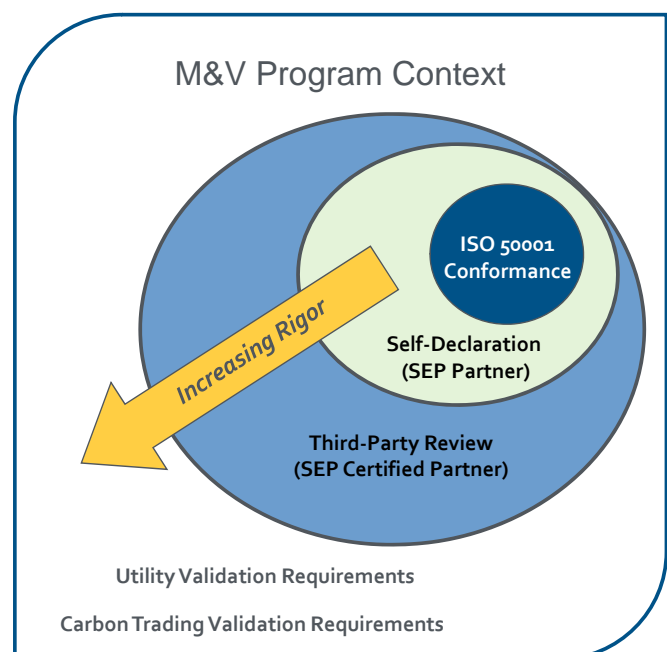 M&V Program Context
ISO 50001
Conformance
Increasing Rigor
Self-Declaration
(SEP Partner)
Third-Party Review
(SEP Certified Partner)
Utility Validation Requirements
Carbon Trading Validation Requirements